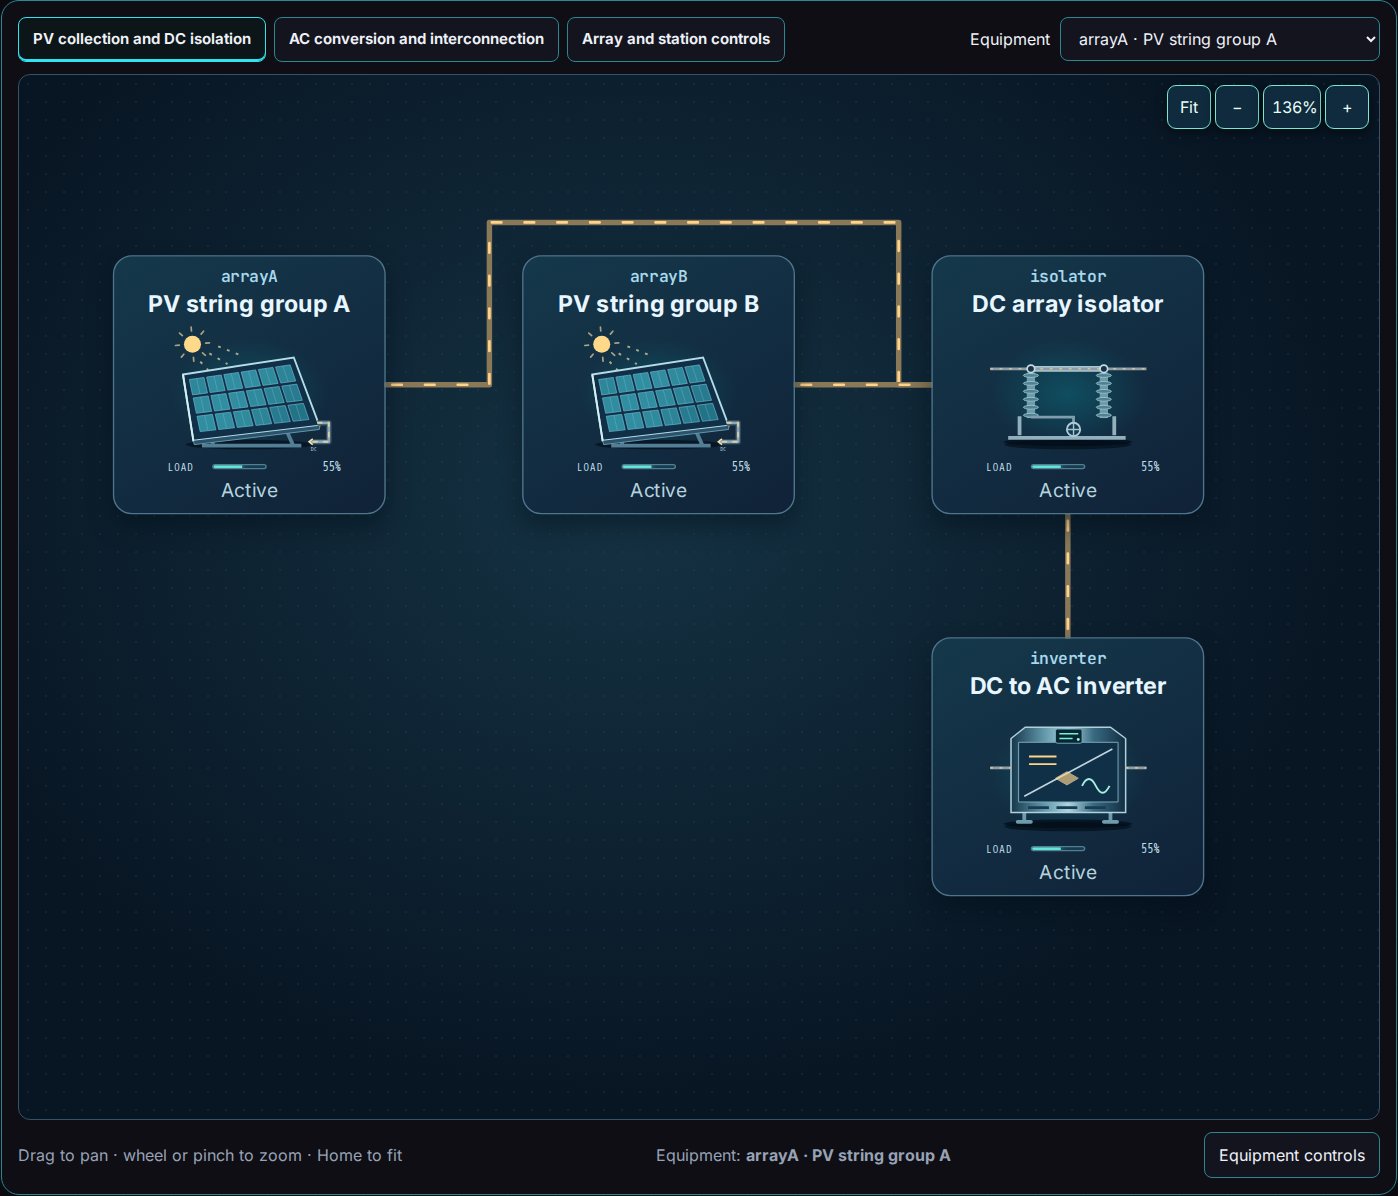 PV collection and DC isolation
AC conversion and interconnection
Array and station controls
Equipment
arrayA · PV string group A
Fit
−
136%
+
arrayA
PV string group A
DC
LOAD
55%
Active
arrayB
PV string group B
DC
LOAD
55%
Active
isolator
DC array isolator
LOAD
55%
Active
inverter
DC to AC inverter
LOAD
55%
Active
Drag to pan · wheel or pinch to zoom · Home to fit
Equipment: arrayA · PV string group A
Equipment controls